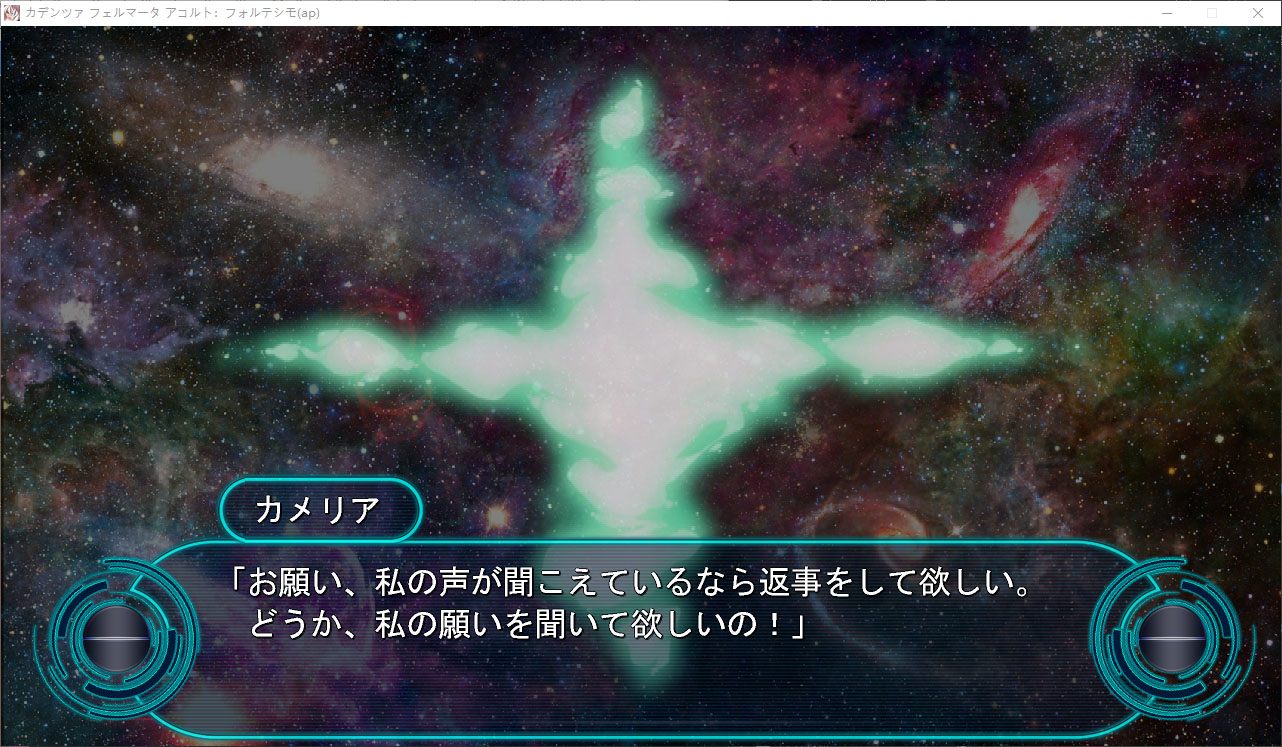 カデンツァ フェルマータ アコルト：フォルテシモ(ap)
カメリア
「お願い、私の声が聞こえているなら返事をして欲しい。
どうか、私の願いを聞いて欲しいの！」